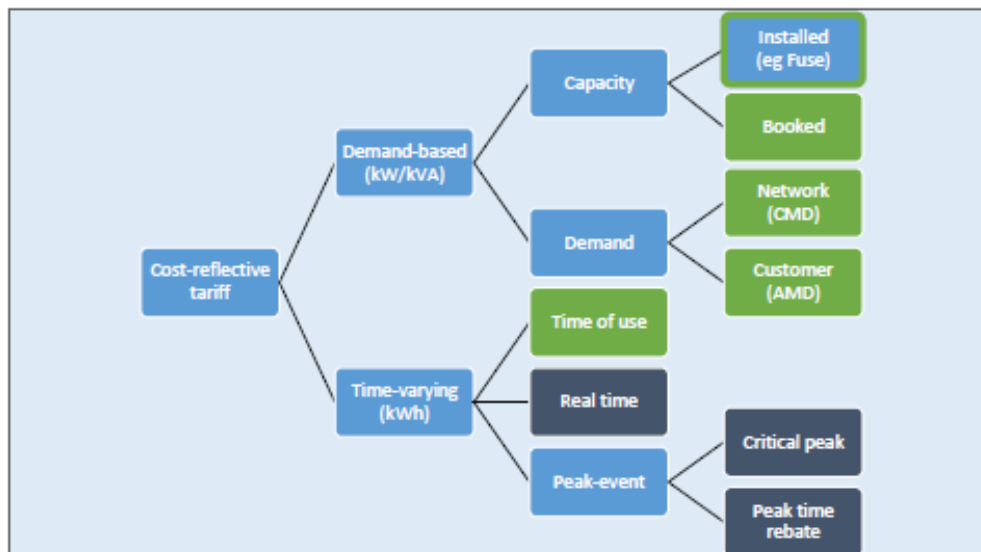 Cost-reflective
tariff
Demand-based
(kW/kVA)
Capacity
Installed
(eg Fuse)
Booked
Demand
Network
(CMD)
Customer
(AMD)
Time-varying
(kWh)
Time of use
Real time
Peak-event
Critical peak
Peak time
rebate